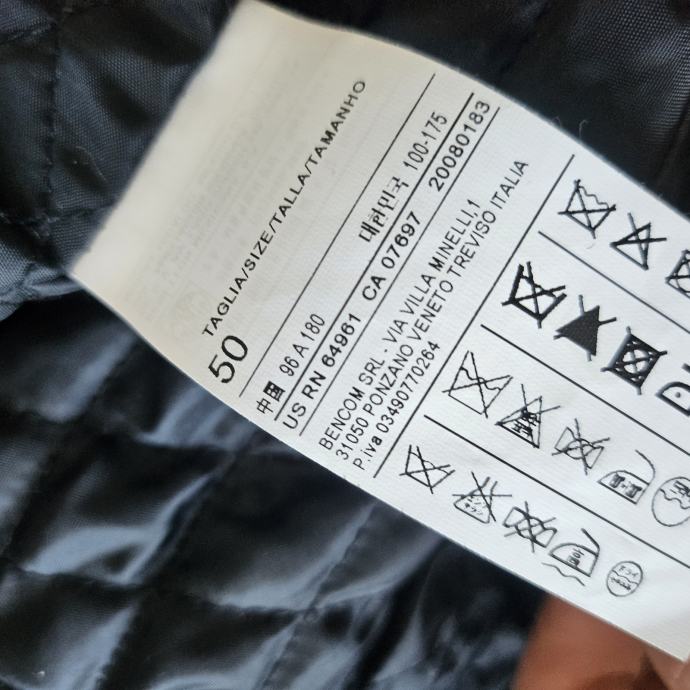 TAGLIA/SIZE/TALLA/TAMANHO
50
中国 96 A 180 대한민국 100-175
US RN 64961 CA 07697 20080183
BENCOM SRL - VIA VILLA MINELLI,1
31050 PONZANO VENETO TREVISO ITALIA
P.iva 03490770264